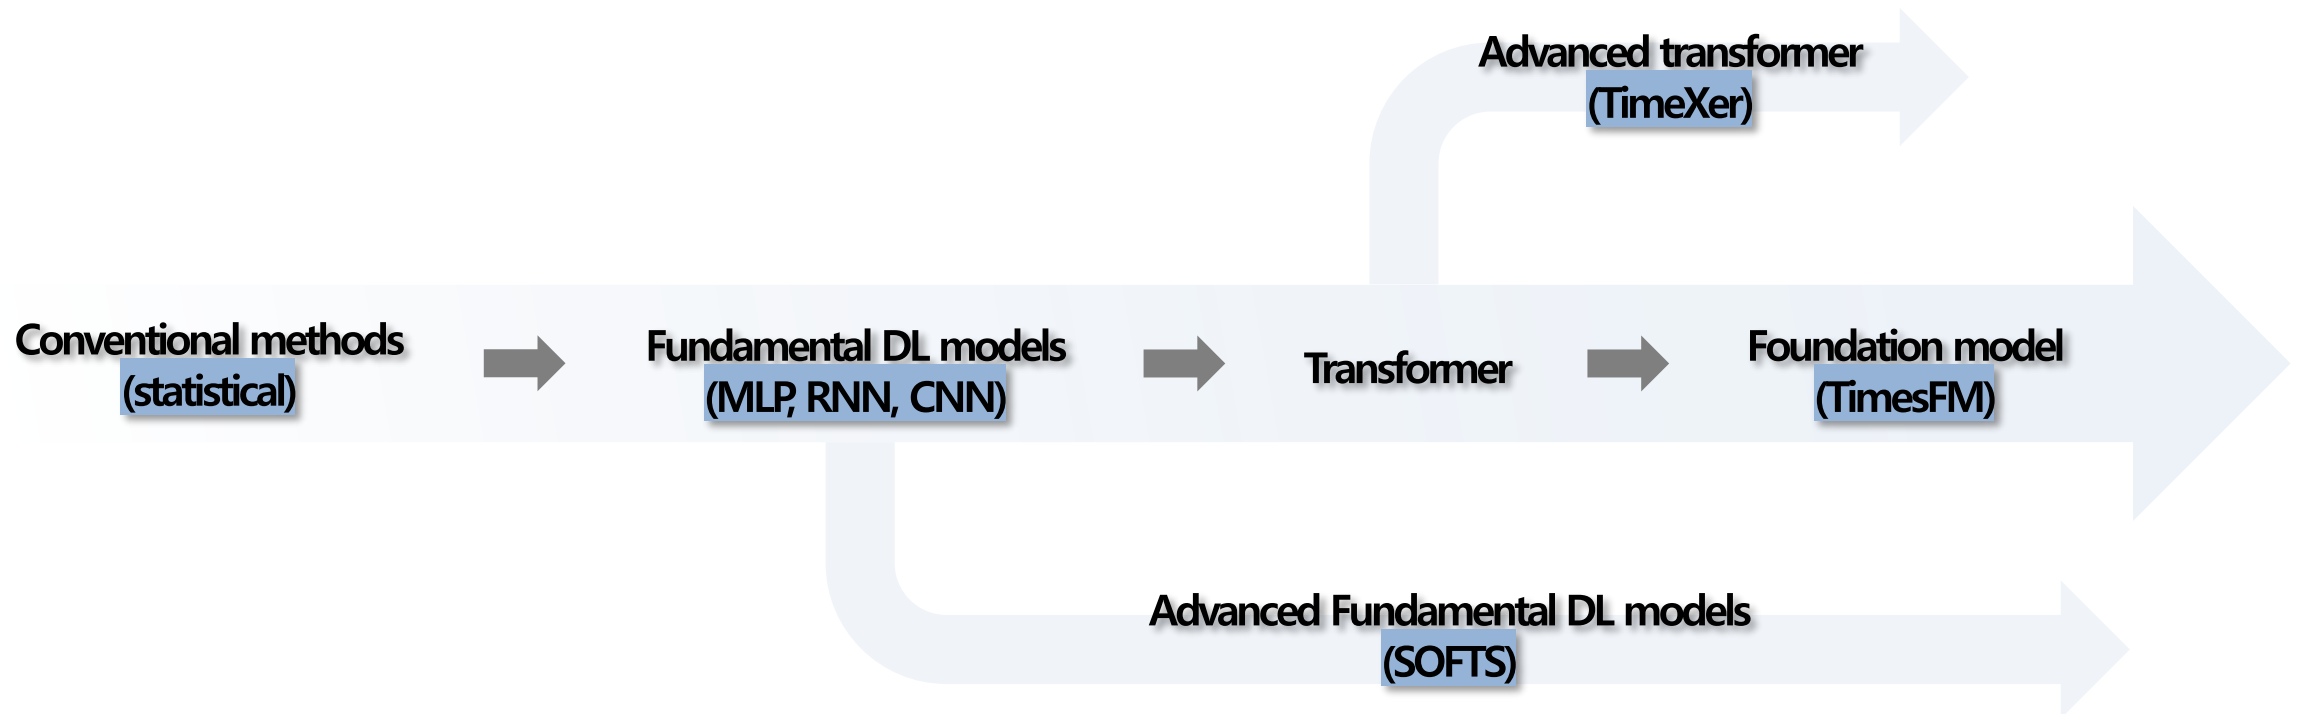 Advanced transformer
(TimeXer)
Conventional methods
(statistical)
Fundamental DL models
(MLP, RNN, CNN)
Transformer
Foundation model
(TimesFM)
Advanced Fundamental DL models
(SOFTS)